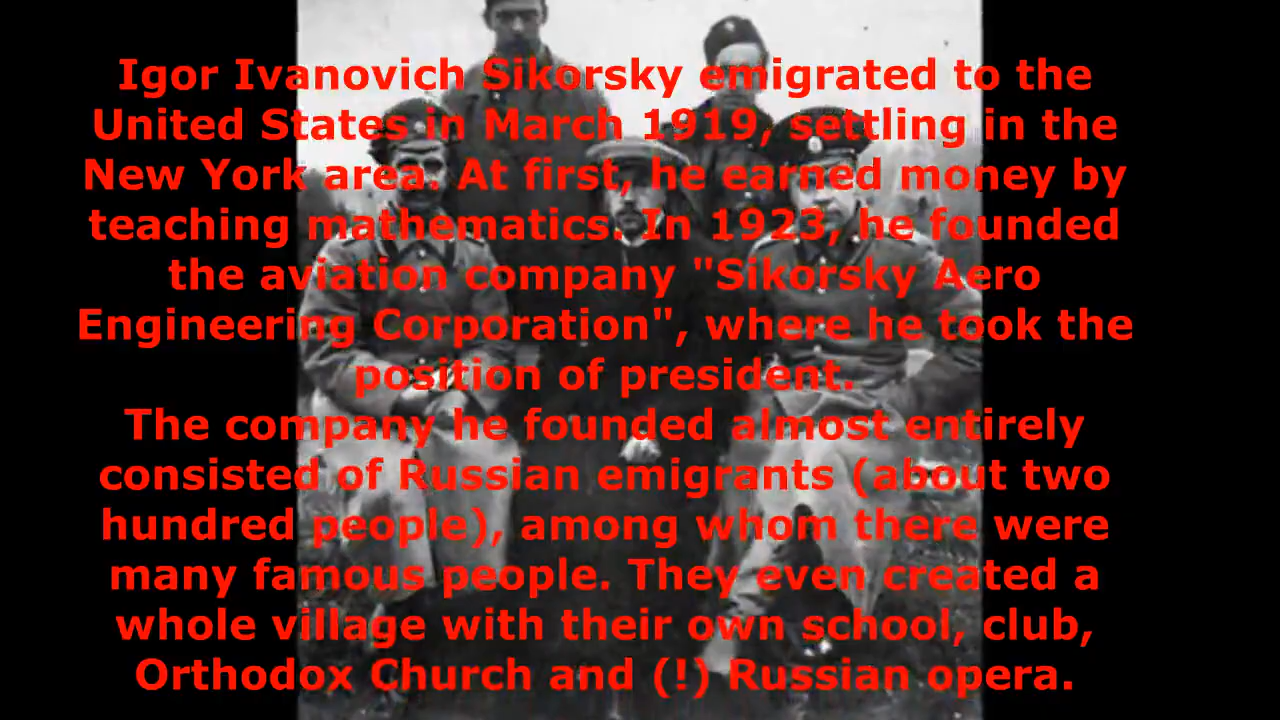 Igor Ivanovich Sikorsky emigrated to the
United States in March 1919, settling in the
New York area. At first, he earned money by
teaching mathematics. In 1923, he founded
the aviation company "Sikorsky Aero
Engineering Corporation", where he took the
position of president.
The company he founded almost entirely
consisted of Russian emigrants (about two
hundred people), among whom there were
many famous people. They even created a
whole village with their own school, club,
Orthodox Church and (!) Russian opera.